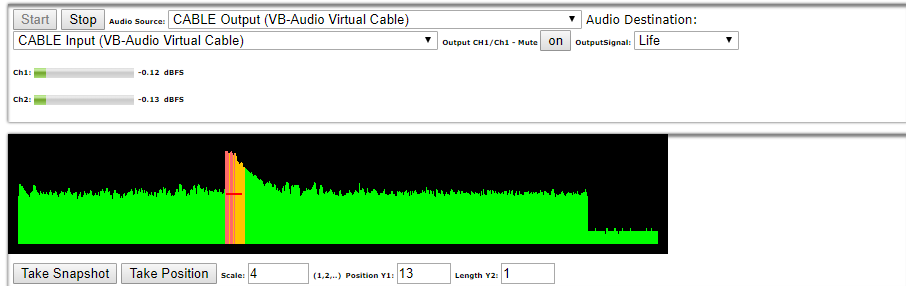 Start Stop Audio Source: CABLE Output (VB-Audio Virtual Cable) Audio Destination:
CABLE Input (VB-Audio Virtual Cable) Output CH1/Ch1 - Mute on OutputSignal: Life
Ch1: -0.12 dBFS
Ch2: -0.13 dBFS
Take Snapshot Take Position Scale: 4 (1,2,..) Position Y1: 13 Length Y2: 1